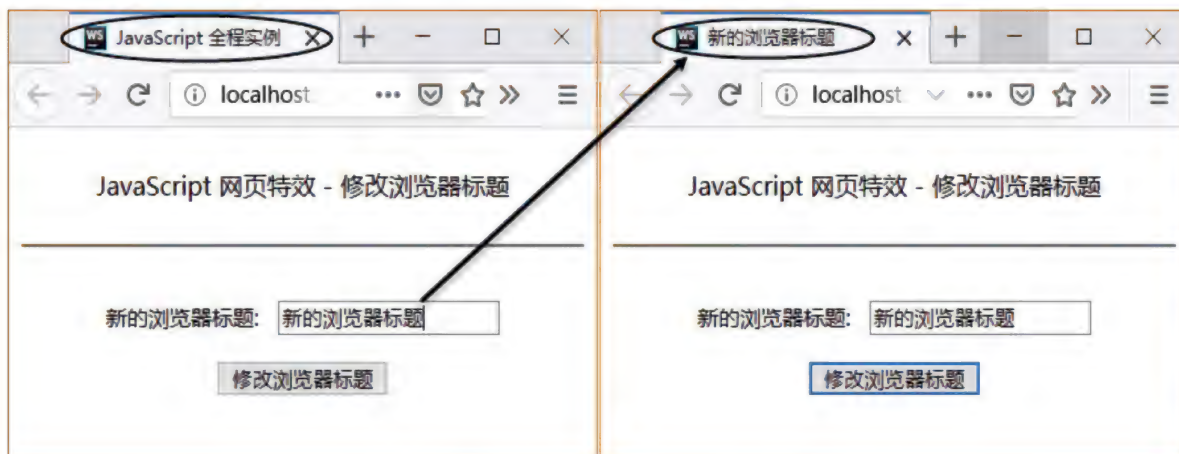 WS JavaScript 全程实例
localhost
JavaScript 网页特效 - 修改浏览器标题
新的浏览器标题: 新的浏览器标题
修改浏览器标题
WS 新的浏览器标题
localhost
JavaScript 网页特效 - 修改浏览器标题
新的浏览器标题: 新的浏览器标题
修改浏览器标题